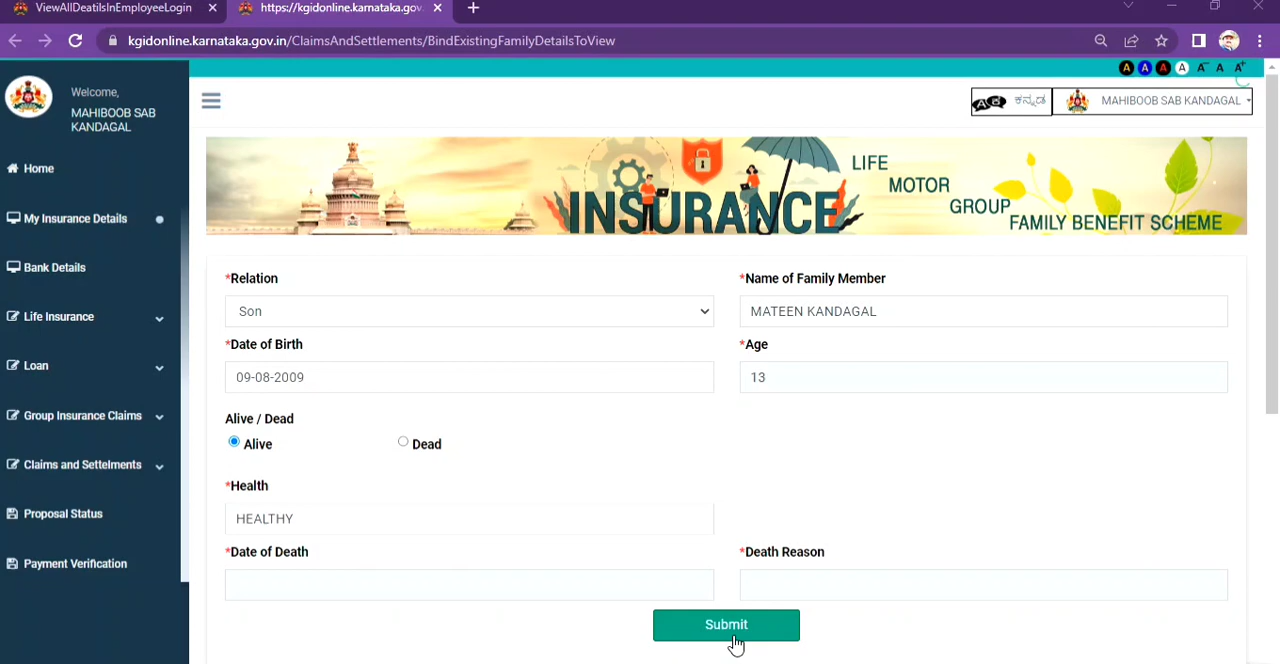 ViewAllDeatilsInEmployeeLogin
https://kgidonline.karnataka.gov.
kgidonline.karnataka.gov.in/ClaimsAndSettlements/BindExistingFamilyDetailsToView
A A A A A⁻ A A⁺
Welcome,
MAHIBOOB SAB
KANDAGAL
ಕನ್ನಡ
MAHIBOOB SAB KANDAGAL
Home
My Insurance Details
Bank Details
Life Insurance
Loan
Group Insurance Claims
Claims and Settelments
Proposal Status
Payment Verification
INSURANCE
LIFE
MOTOR
GROUP
FAMILY BENEFIT SCHEME
*Relation
*Name of Family Member
Son
MATEEN KANDAGAL
*Date of Birth
*Age
09-08-2009
13
Alive / Dead
Alive
Dead
*Health
HEALTHY
*Date of Death
*Death Reason
Submit